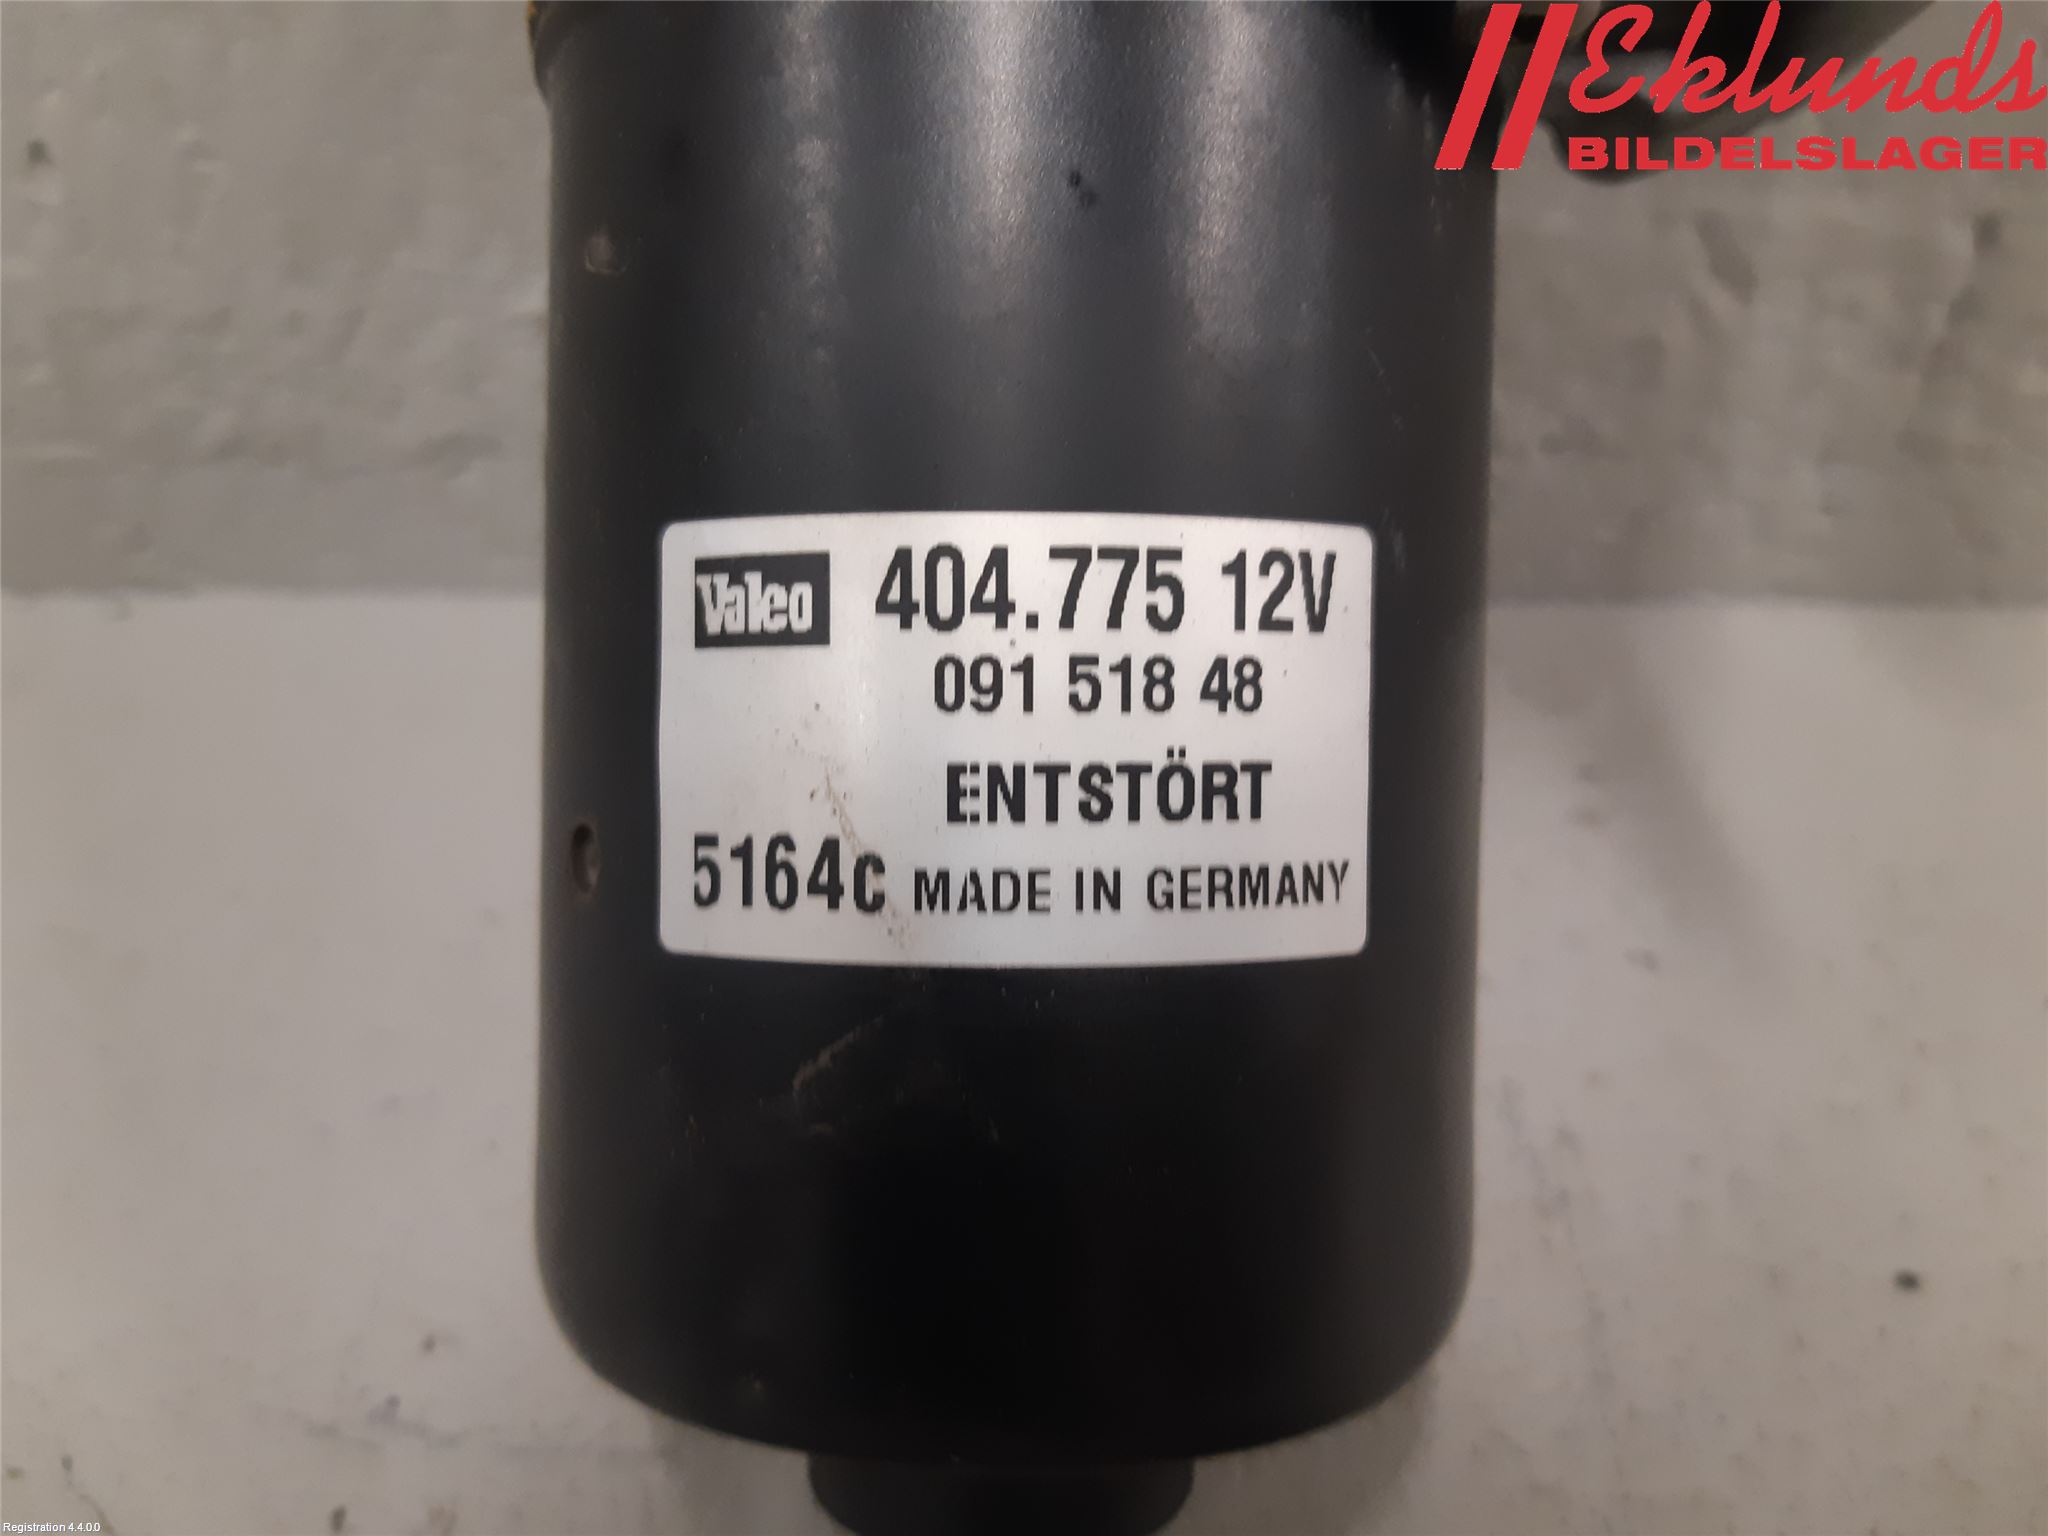 Eklunds
BILDELSLAGER
Valeo 404.775 12V
091 518 48
ENTSTÖRT
5164c MADE IN GERMANY
Registration 4.4.0.0